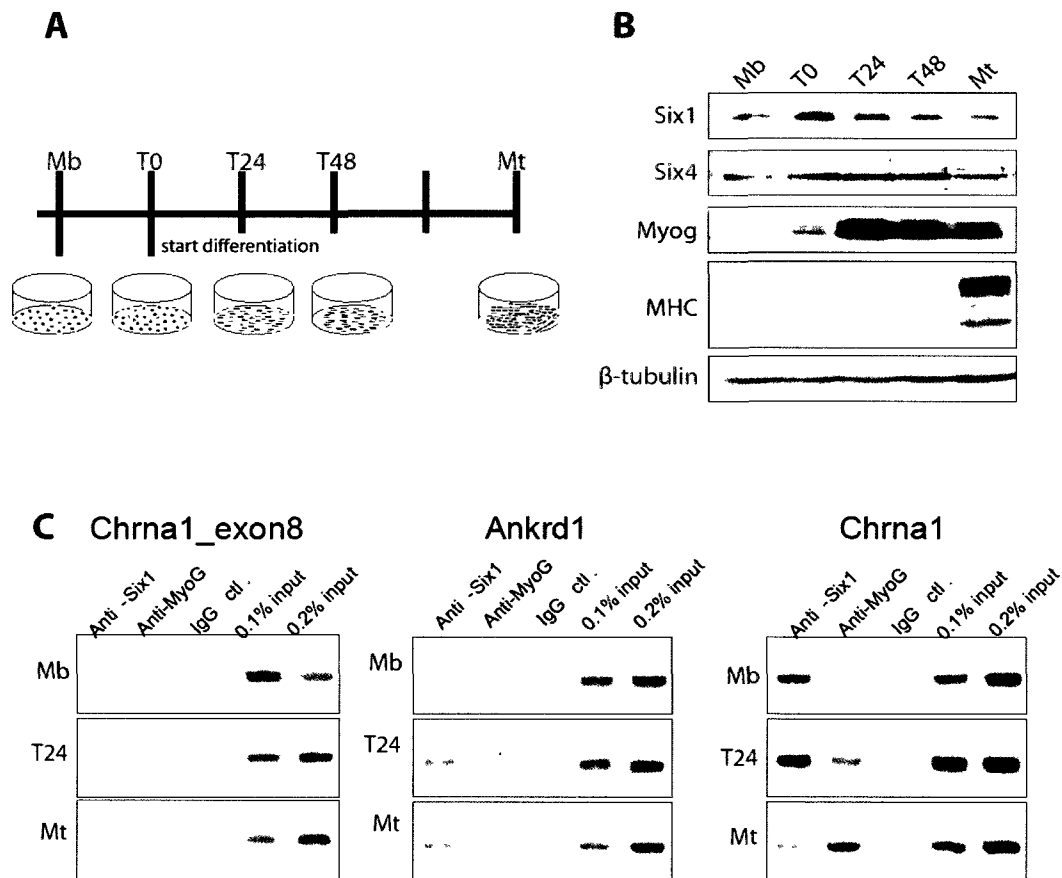 A
Mb T0 T24 T48 Mt
start differentiation
B
Mb T0 T24 T48 Mt
Six1
Six4
Myog
MHC
β-tubulin
C
Chrna1_exon8
Anti -Six1 Anti-MyoG IgG ctl. 0.1% input 0.2% input
Mb
T24
Mt
Ankrd1
Anti -Six1 Anti-MyoG IgG ctl. 0.1% input 0.2% input
Mb
T24
Mt
Chrna1
Anti -Six1 Anti-MyoG IgG ctl. 0.1% input 0.2% input
Mb
T24
Mt